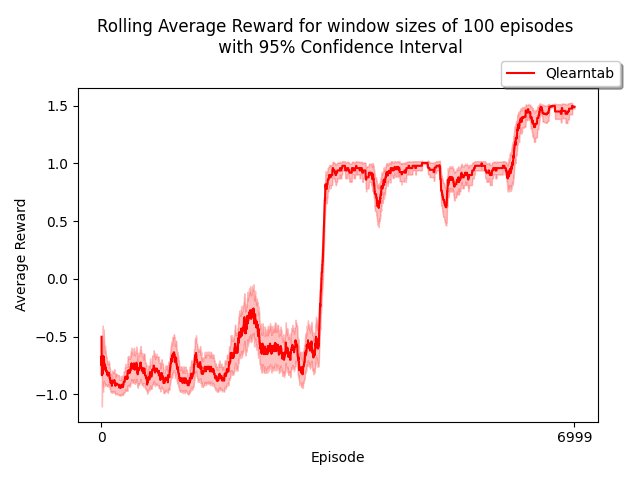 Rolling Average Reward for window sizes of 100 episodes
with 95% Confidence Interval
Qlearntab
1.5
1.0
0.5
0.0
−0.5
−1.0
Average Reward
0
6999
Episode